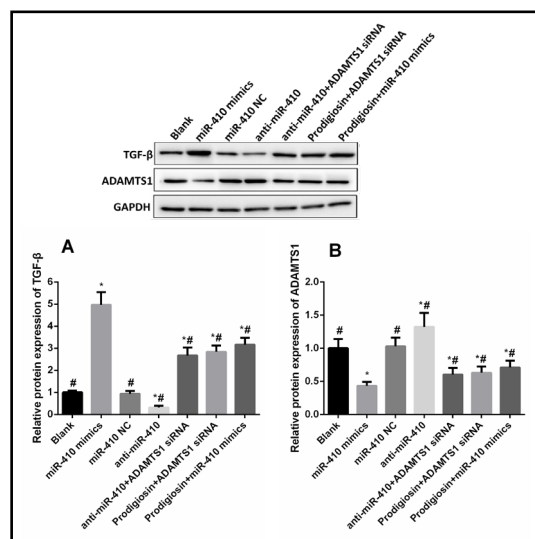 Blank
miR-410 mimics
miR-410 NC
anti-miR-410
anti-miR-410+ADAMTS1 siRNA
Prodigiosin+ADAMTS1 siRNA
Prodigiosin+miR-410 mimics
TGF-β
ADAMTS1
GAPDH
A
Relative protein expression of TGF-β
6
5
4
3
2
1
0
#
*
#
*#
*#
*#
*#
Blank
miR-410 mimics
miR-410 NC
anti-miR-410
anti-miR-410+ADAMTS1 siRNA
Prodigiosin+ADAMTS1 siRNA
Prodigiosin+miR-410 mimics
B
Relative protein expression of ADAMTS1
2.0
1.5
1.0
0.5
0.0
#
*
#
*#
*#
*#
*#
Blank
miR-410 mimics
miR-410 NC
anti-miR-410
anti-miR-410+ADAMTS1 siRNA
Prodigiosin+ADAMTS1 siRNA
Prodigiosin+miR-410 mimics